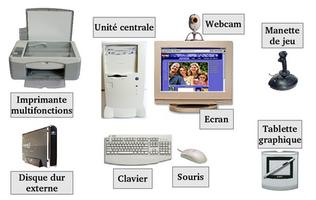 Unité centrale
Webcam
Manette
de jeu
Imprimante
multifonctions
Ecran
Tablette
graphique
Disque dur
externe
Clavier
Souris